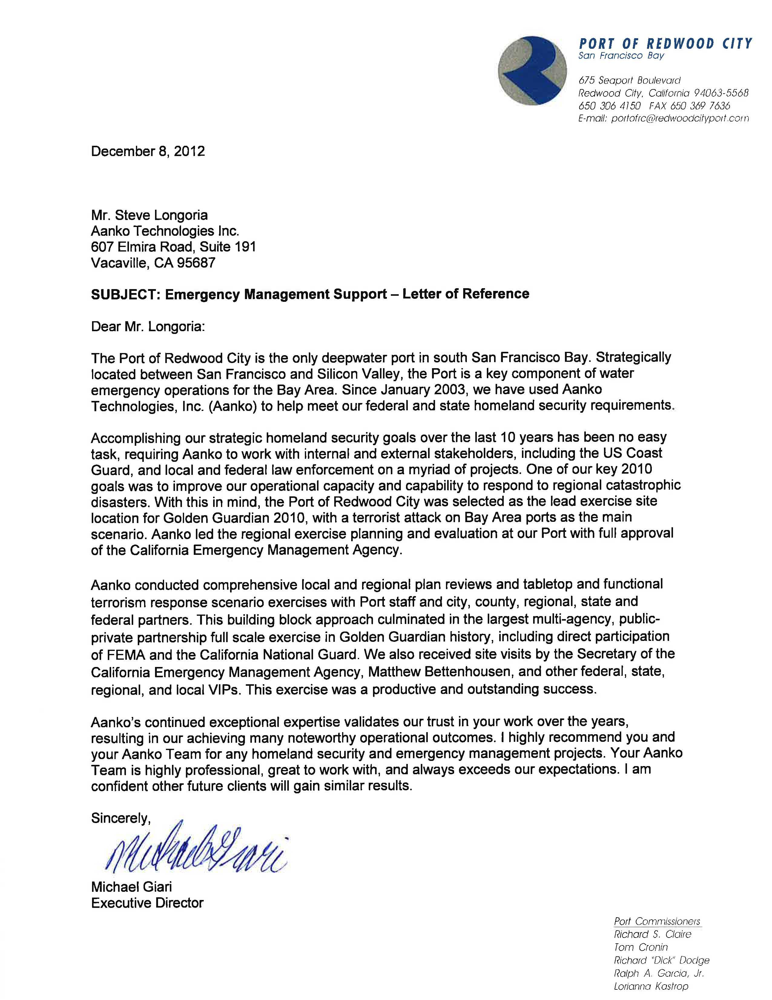 PORT OF REDWOOD CITY
San Francisco Bay
675 Seaport Boulevard
Redwood City, California 94063-5568
650 306 4150 FAX 650 369 7636
E-mail: portofrc@redwoodcityport.com
December 8, 2012
Mr. Steve Longoria
Aanko Technologies Inc.
607 Elmira Road, Suite 191
Vacaville, CA 95687
SUBJECT: Emergency Management Support – Letter of Reference
Dear Mr. Longoria:
The Port of Redwood City is the only deepwater port in south San Francisco Bay. Strategically
located between San Francisco and Silicon Valley, the Port is a key component of water
emergency operations for the Bay Area. Since January 2003, we have used Aanko
Technologies, Inc. (Aanko) to help meet our federal and state homeland security requirements.
Accomplishing our strategic homeland security goals over the last 10 years has been no easy
task, requiring Aanko to work with internal and external stakeholders, including the US Coast
Guard, and local and federal law enforcement on a myriad of projects. One of our key 2010
goals was to improve our operational capacity and capability to respond to regional catastrophic
disasters. With this in mind, the Port of Redwood City was selected as the lead exercise site
location for Golden Guardian 2010, with a terrorist attack on Bay Area ports as the main
scenario. Aanko led the regional exercise planning and evaluation at our Port with full approval
of the California Emergency Management Agency.
Aanko conducted comprehensive local and regional plan reviews and tabletop and functional
terrorism response scenario exercises with Port staff and city, county, regional, state and
federal partners. This building block approach culminated in the largest multi-agency, public-
private partnership full scale exercise in Golden Guardian history, including direct participation
of FEMA and the California National Guard. We also received site visits by the Secretary of the
California Emergency Management Agency, Matthew Bettenhousen, and other federal, state,
regional, and local VIPs. This exercise was a productive and outstanding success.
Aanko's continued exceptional expertise validates our trust in your work over the years,
resulting in our achieving many noteworthy operational outcomes. I highly recommend you and
your Aanko Team for any homeland security and emergency management projects. Your Aanko
Team is highly professional, great to work with, and always exceeds our expectations. I am
confident other future clients will gain similar results.
Sincerely,
Michael Giari
Michael Giari
Executive Director
Port Commissioners
Richard S. Claire
Tom Cronin
Richard "Dick" Dodge
Ralph A. Garcia, Jr.
Lorianna Kastrop